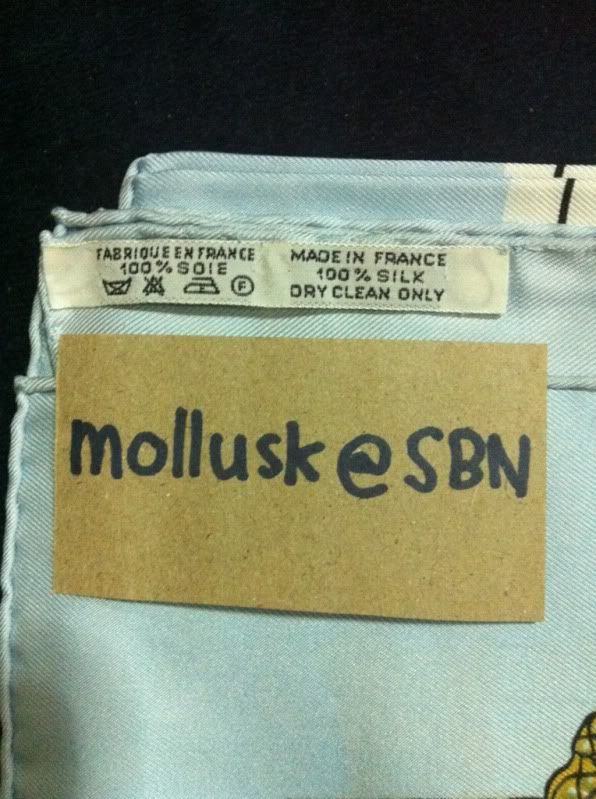 FABRIQUE EN FRANCE
100% SOIE
F
MADE IN FRANCE
100% SILK
DRY CLEAN ONLY
mollusk@SBN